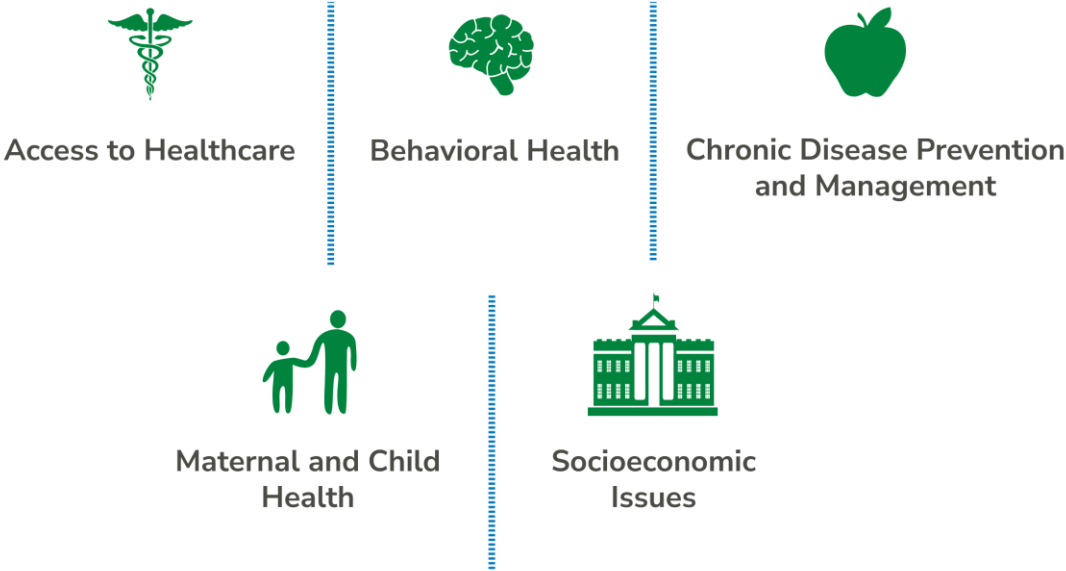 Access to Healthcare
Behavioral Health
Chronic Disease Prevention
and Management
Maternal and Child
Health
Socioeconomic
Issues